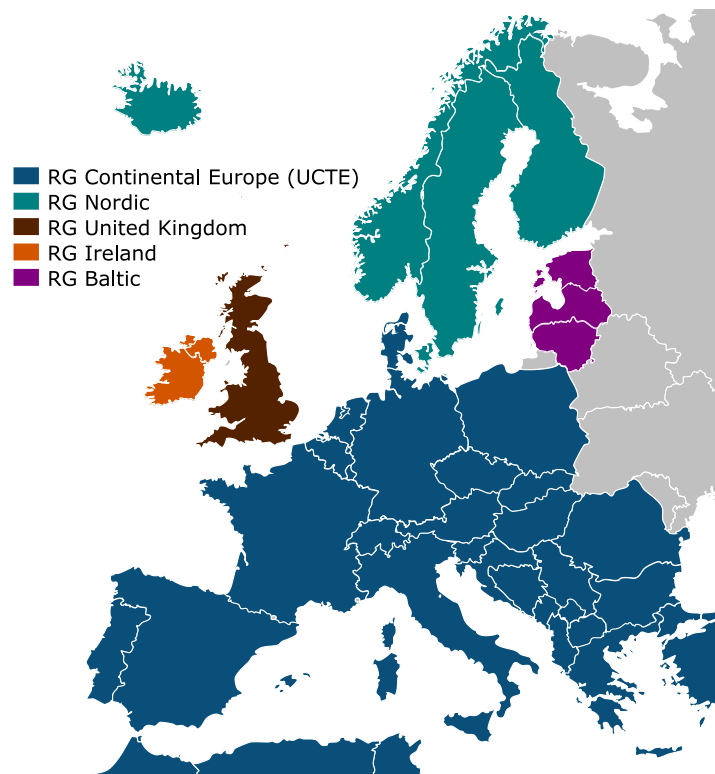 RG Continental Europe (UCTE)
RG Nordic
RG United Kingdom
RG Ireland
RG Baltic